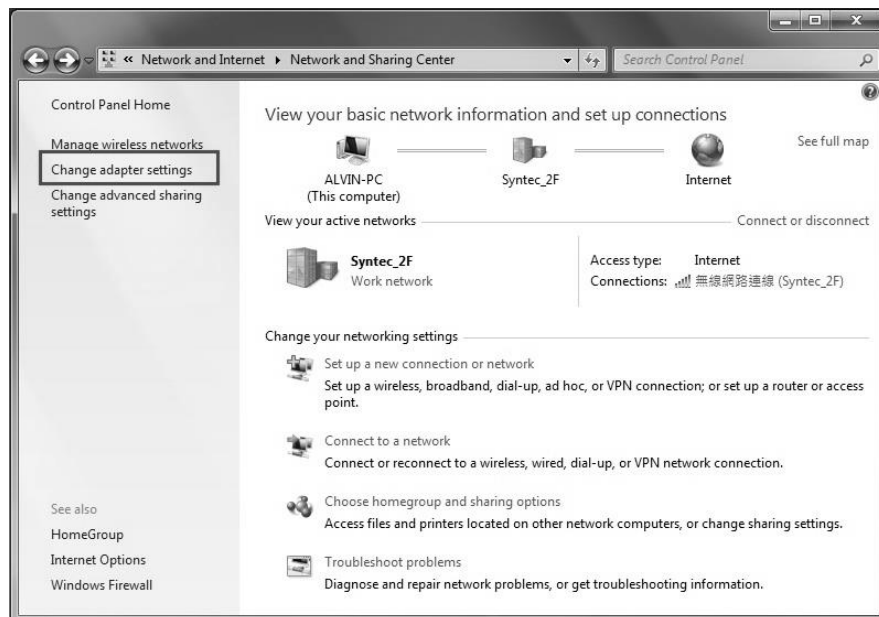 « Network and Internet ▸ Network and Sharing Center
Search Control Panel
Control Panel Home
Manage wireless networks
Change adapter settings
Change advanced sharing
settings
See also
HomeGroup
Internet Options
Windows Firewall
View your basic network information and set up connections
See full map
ALVIN-PC
(This computer)
Syntec_2F
Internet
View your active networks
Connect or disconnect
Syntec_2F
Work network
Access type: Internet
Connections: 無線網路連線 (Syntec_2F)
Change your networking settings
Set up a new connection or network
Set up a wireless, broadband, dial-up, ad hoc, or VPN connection; or set up a router or access
point.
Connect to a network
Connect or reconnect to a wireless, wired, dial-up, or VPN network connection.
Choose homegroup and sharing options
Access files and printers located on other network computers, or change sharing settings.
Troubleshoot problems
Diagnose and repair network problems, or get troubleshooting information.